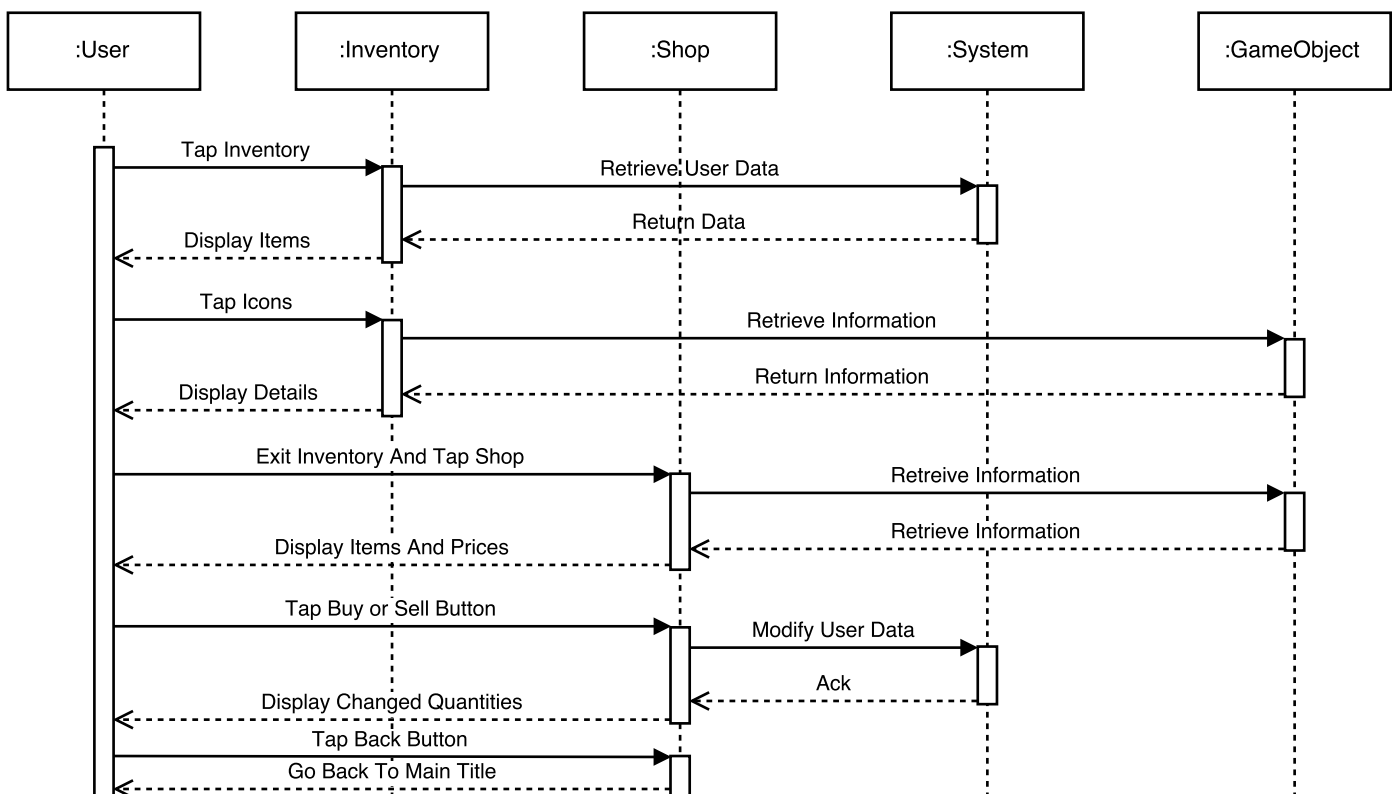 :User
:Inventory
:Shop
:System
:GameObject
Tap Inventory
Retrieve User Data
Return Data
Display Items
Tap Icons
Retrieve Information
Return Information
Display Details
Exit Inventory And Tap Shop
Retreive Information
Retrieve Information
Display Items And Prices
Tap Buy or Sell Button
Modify User Data
Ack
Display Changed Quantities
Tap Back Button
Go Back To Main Title